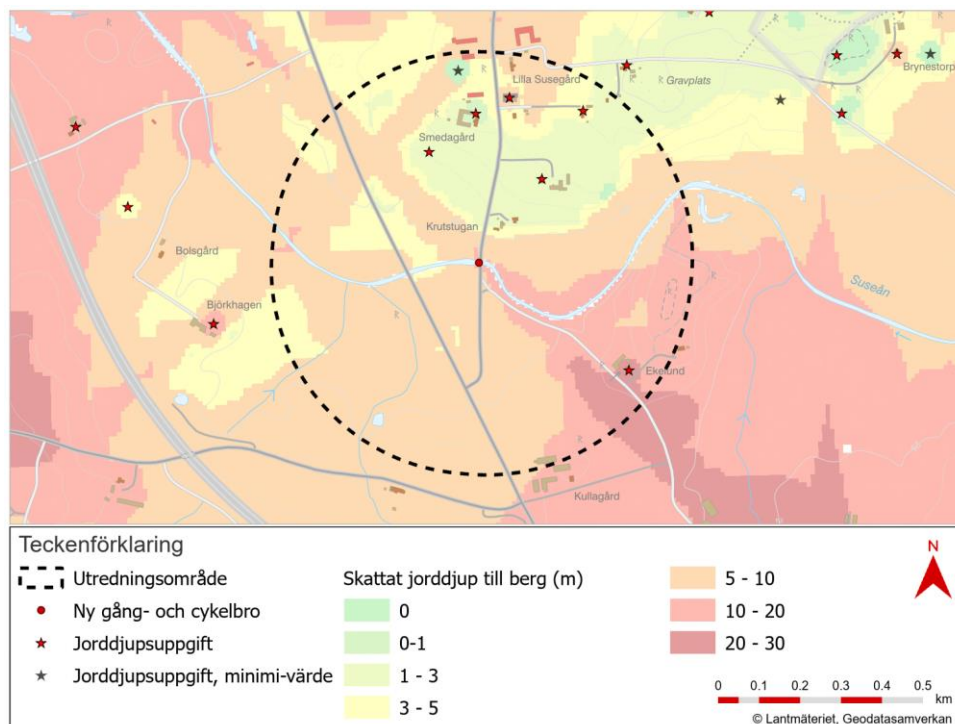 Lilla Susegård
Gravplats
Brynestorp
Smedagård
Krutstugan
Bolsgård
Björkhagen
Suseån
Ekelund
Kullagård
Teckenförklaring
Utredningsområde
Ny gång- och cykelbro
Jorddjupsuppgift
Jorddjupsuppgift, minimi-värde
Skattat jorddjup till berg (m)
0
0-1
1 - 3
3 - 5
5 - 10
10 - 20
20 - 30
N
0 0.1 0.2 0.3 0.4 0.5
km
© Lantmäteriet, Geodatasamverkan